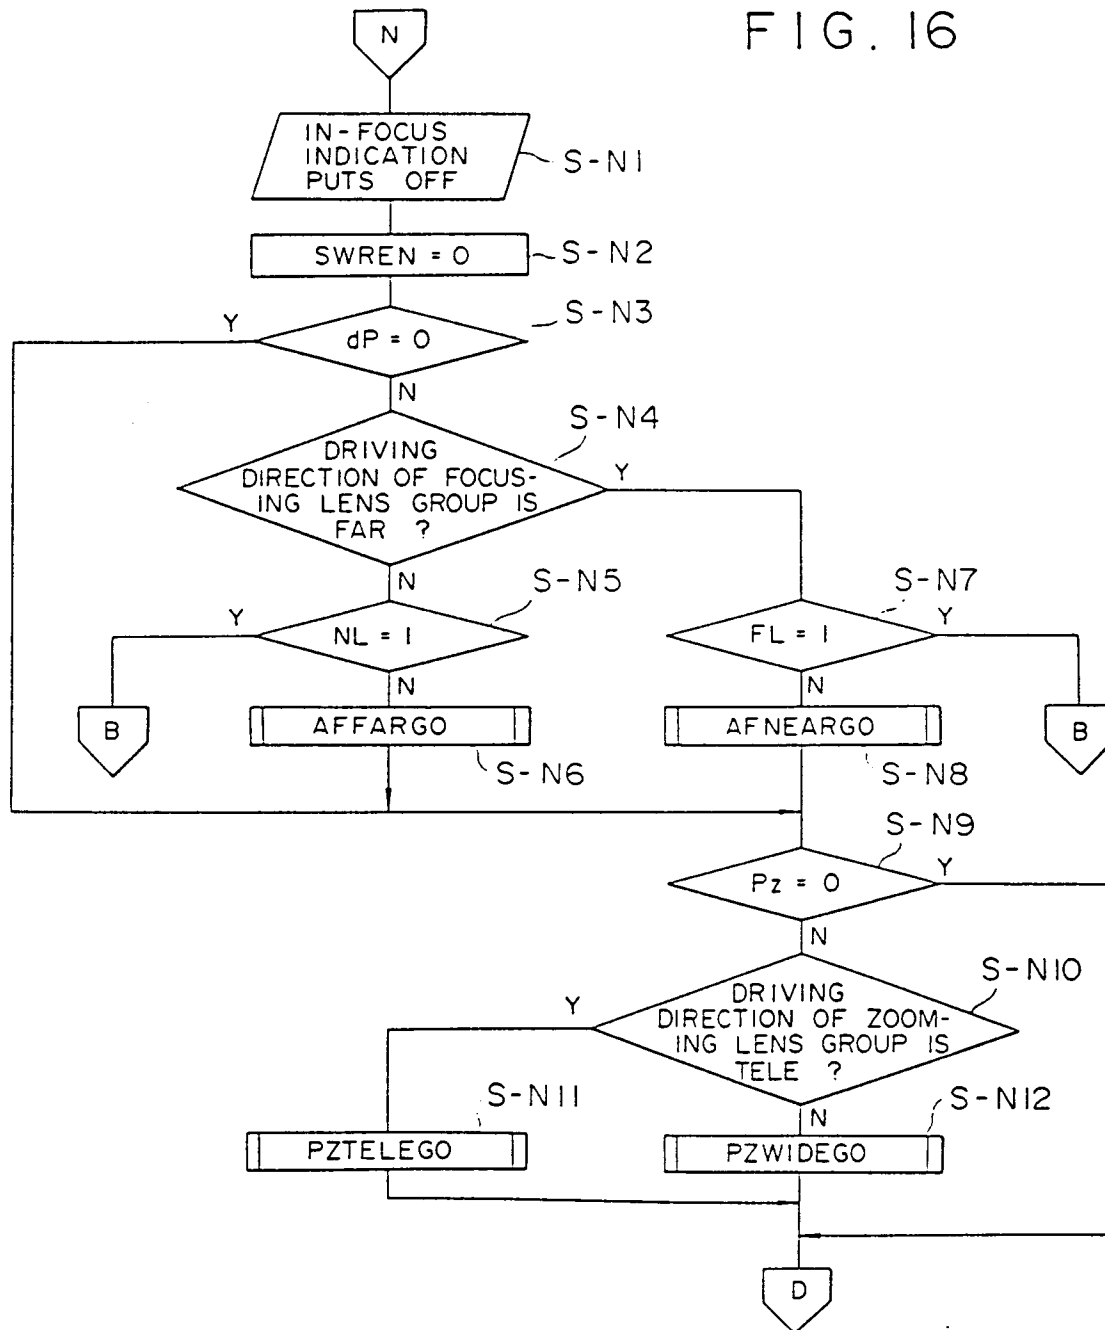 FIG. 16
N
IN-FOCUS
INDICATION
PUTS OFF
S-N1
SWREN = 0
S-N2
S-N3
Y
dP = 0
N
S-N4
DRIVING
DIRECTION OF FOCUS-
ING LENS GROUP IS
FAR ?
Y
N
S-N5
Y
NL = 1
N
S-N7
FL = 1
Y
N
B
AFFARGO
S-N6
AFNEARGO
S-N8
B
S-N9
Pz = 0
Y
N
S-N10
DRIVING
DIRECTION OF ZOOM-
ING LENS GROUP IS
TELE ?
Y
N
S-N11
PZTELEGO
S-N12
PZWIDEGO
D